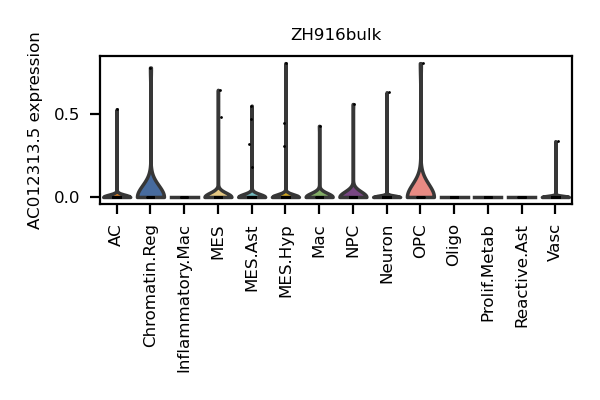 ZH916bulk
AC012313.5 expression
0.5
0.0
AC
Chromatin.Reg
Inflammatory.Mac
MES
MES.Ast
MES.Hyp
Mac
NPC
Neuron
OPC
Oligo
Prolif.Metab
Reactive.Ast
Vasc